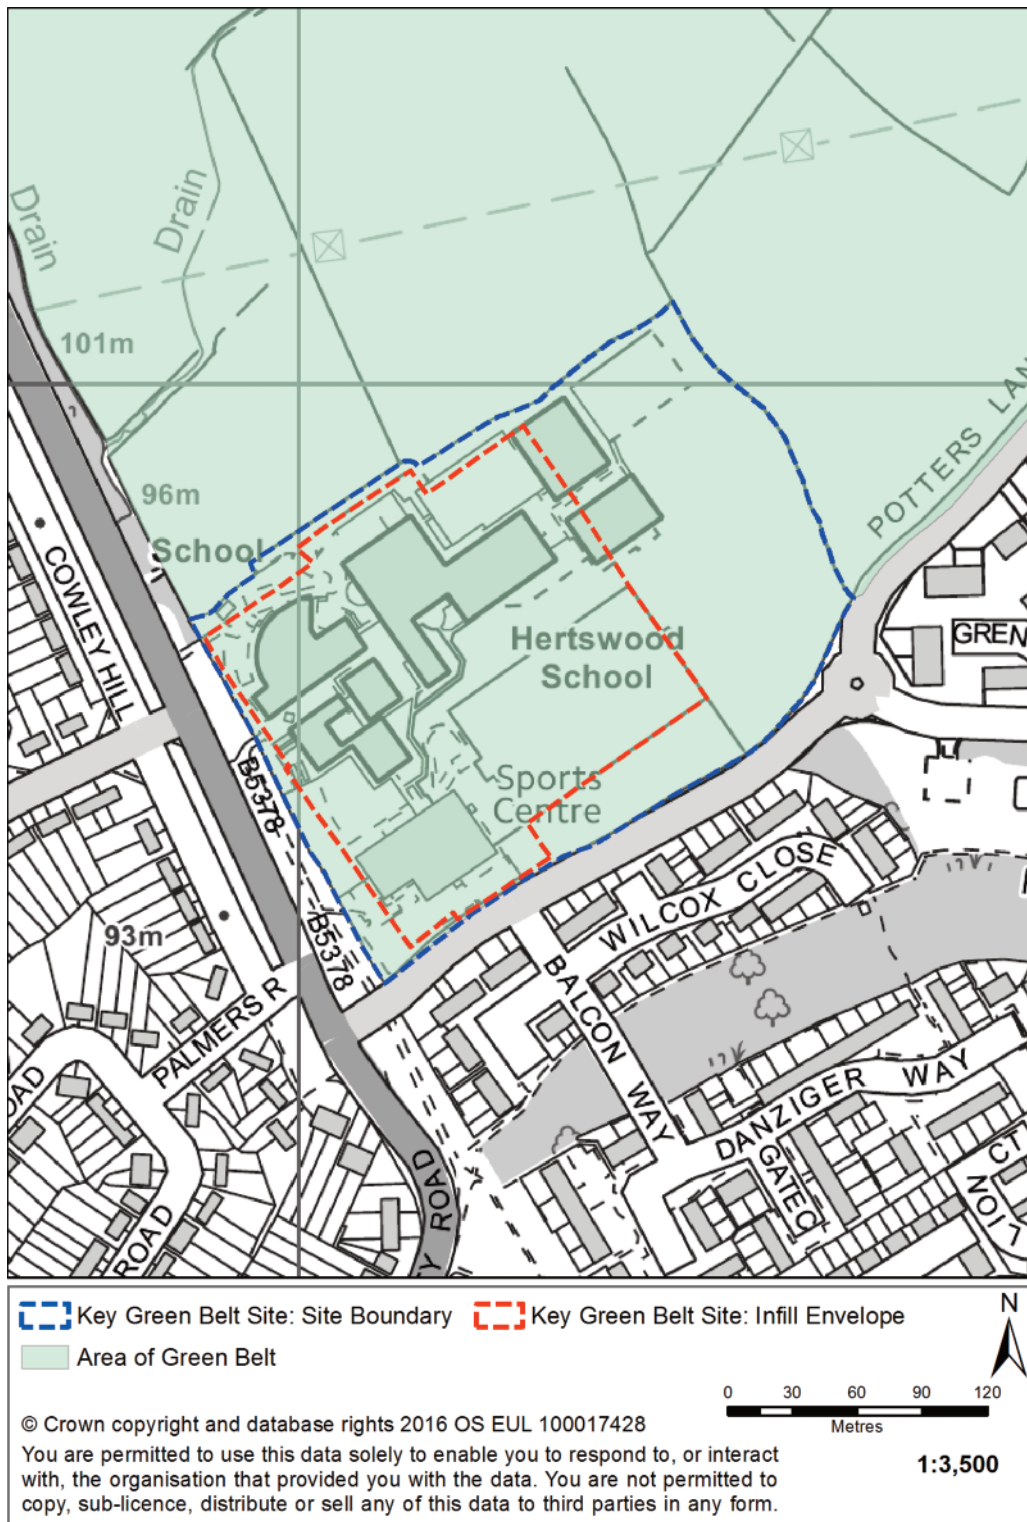 Drain
Drain
101m
96m
School
POTTERS LAN
COWLEY HILL
GREN
Hertswood
School
Sports
Centre
B5378
B5378
WILCOX CLOSE
93m
PALMERS R
BALCON WAY
OAD
DANZIGER WAY
GATEC
CT
LION
ROAD
EY ROAD
Key Green Belt Site: Site Boundary
Key Green Belt Site: Infill Envelope
Area of Green Belt
N
0 30 60 90 120
Metres
© Crown copyright and database rights 2016 OS EUL 100017428
You are permitted to use this data solely to enable you to respond to, or interact
with, the organisation that provided you with the data. You are not permitted to
copy, sub-licence, distribute or sell any of this data to third parties in any form.
1:3,500